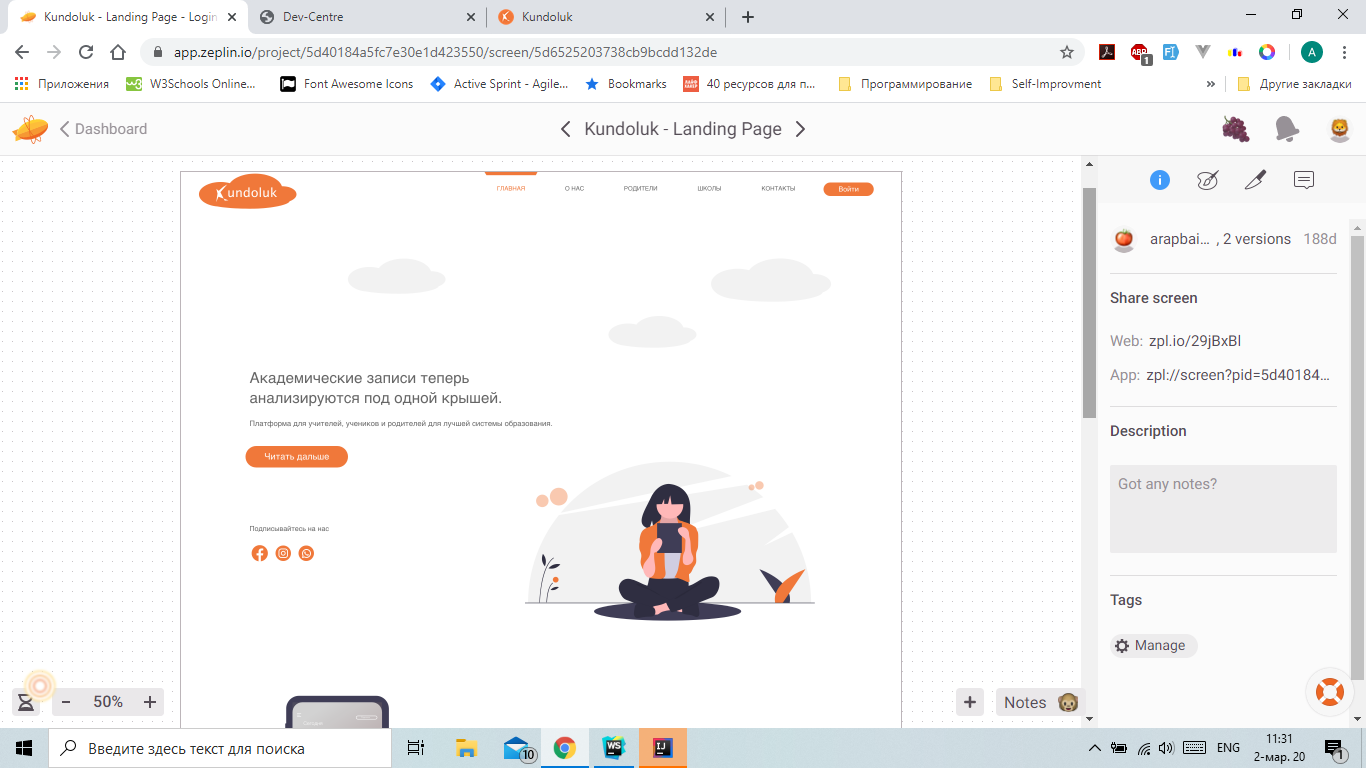 Kundoluk - Landing Page - Login
Dev-Centre
Kundoluk
app.zeplin.io/project/5d40184a5fc7e30e1d423550/screen/5d6525203738cb9bcdd132de
ABP
1
A
Приложения
W3Schools Online...
Font Awesome Icons
Active Sprint - Agile...
Bookmarks
40 ресурсов для п...
Программирование
Self-Improvment
»
Другие закладки
Dashboard
Kundoluk - Landing Page
Kundoluk
ГЛАВНАЯ
О НАС
РОДИТЕЛИ
ШКОЛЫ
КОНТАКТЫ
Войти
Академические записи теперь
анализируются под одной крышей.
Платформа для учителей, учеников и родителей для лучшей системы образования.
Читать дальше
Подписывайтесь на нас
arapbai... , 2 versions 188d
Share screen
Web: zpl.io/29jBxBl
App: zpl://screen?pid=5d40184...
Description
Got any notes?
Tags
Manage
- 50% +
+
Notes
Введите здесь текст для поиска
10
WS
IJ
ENG
11:31
2-мар. 20
1